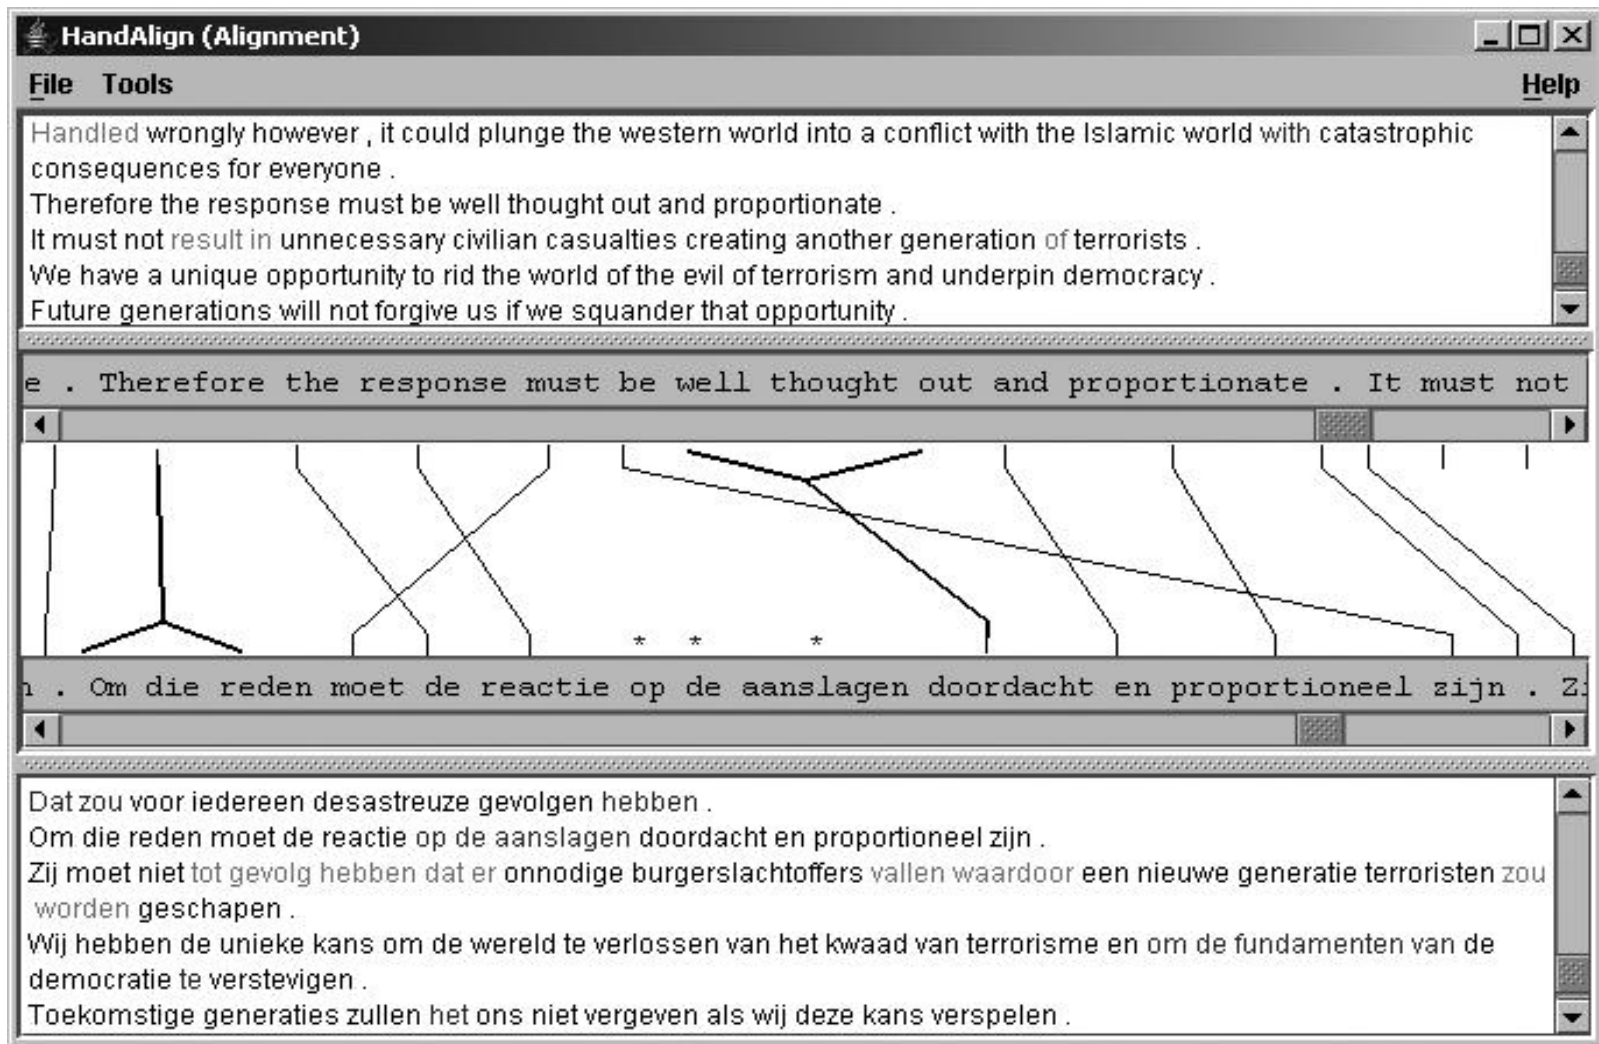 HandAlign (Alignment)
File Tools Help
Handled wrongly however , it could plunge the western world into a conflict with the Islamic world with catastrophic
consequences for everyone .
Therefore the response must be well thought out and proportionate .
It must not result in unnecessary civilian casualties creating another generation of terrorists .
We have a unique opportunity to rid the world of the evil of terrorism and underpin democracy .
Future generations will not forgive us if we squander that opportunity .
e . Therefore the response must be well thought out and proportionate . It must not
* * *
n . Om die reden moet de reactie op de aanslagen doordacht en proportioneel zijn . Zi
Dat zou voor iedereen desastreuze gevolgen hebben .
Om die reden moet de reactie op de aanslagen doordacht en proportioneel zijn .
Zij moet niet tot gevolg hebben dat er onnodige burgerslachtoffers vallen waardoor een nieuwe generatie terroristen zou
worden geschapen .
Wij hebben de unieke kans om de wereld te verlossen van het kwaad van terrorisme en om de fundamenten van de
democratie te verstevigen .
Toekomstige generaties zullen het ons niet vergeven als wij deze kans verspelen .